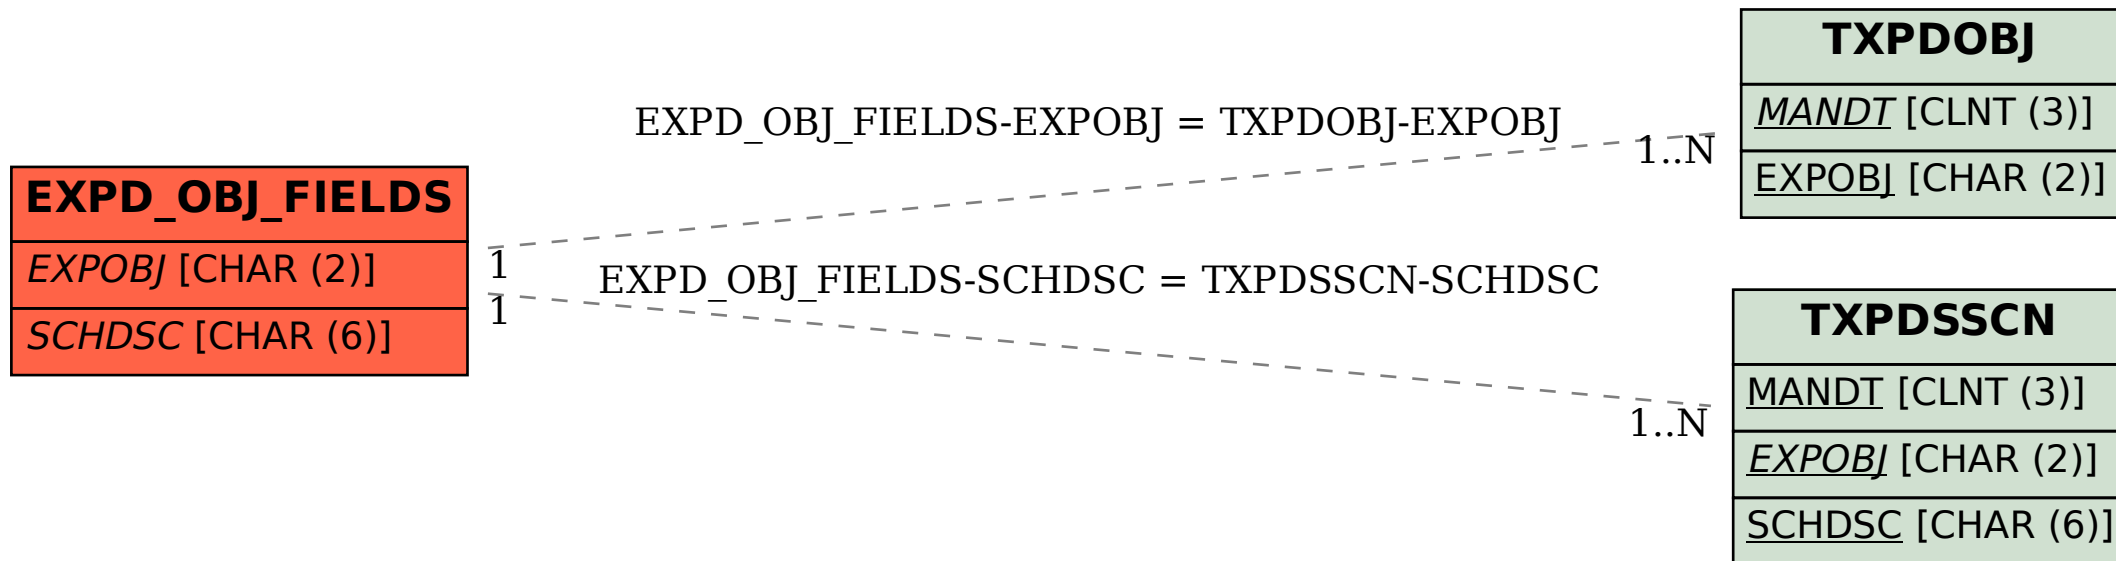 EXPD_OBJ_FIELDS
EXPOBJ [CHAR (2)]
SCHDSC [CHAR (6)]
EXPD_OBJ_FIELDS-EXPOBJ = TXPDOBJ-EXPOBJ
1
1..N
EXPD_OBJ_FIELDS-SCHDSC = TXPDSSCN-SCHDSC
1
1..N
TXPDOBJ
MANDT [CLNT (3)]
EXPOBJ [CHAR (2)]
TXPDSSCN
MANDT [CLNT (3)]
EXPOBJ [CHAR (2)]
SCHDSC [CHAR (6)]